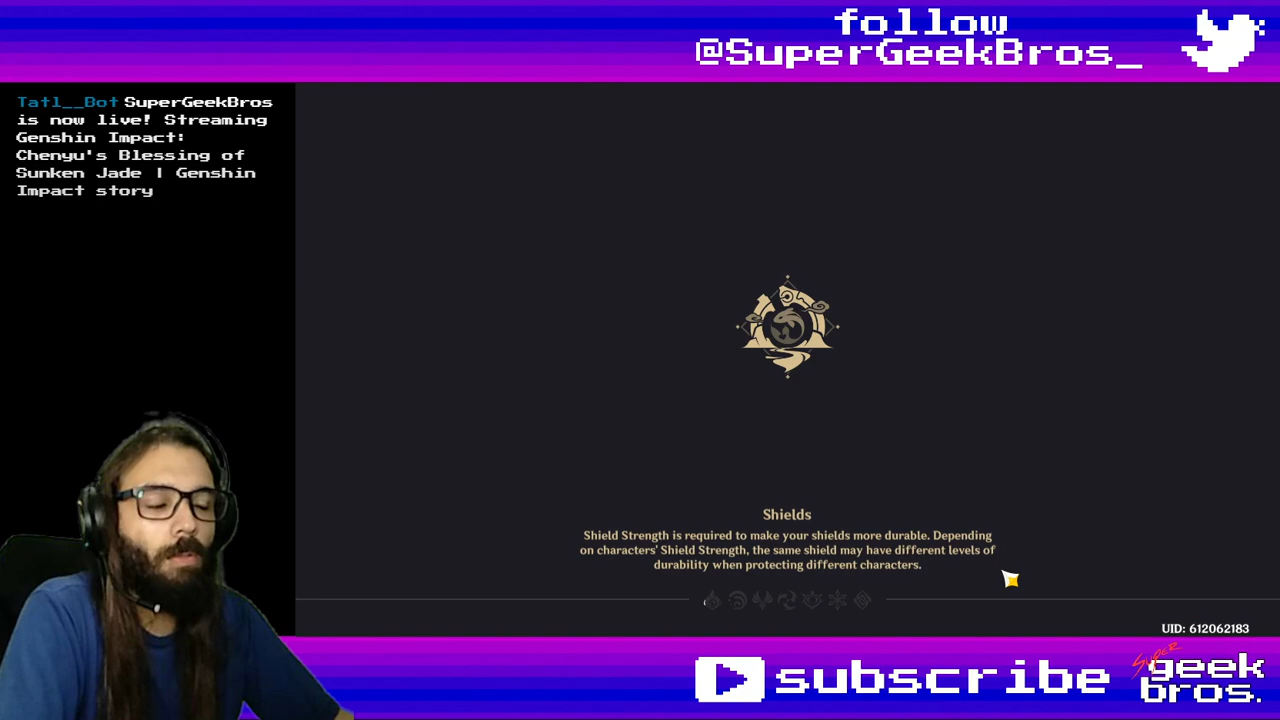 follow
@SuperGeekBros_
Tatl__Bot SuperGeekBros
is now live! Streaming
Genshin Impact:
Chenyu's Blessing of
Sunken Jade | Genshin
Impact story
Shields
Shield Strength is required to make your shields more durable. Depending
on characters' Shield Strength, the same shield may have different levels of
durability when protecting different characters.
UID: 612062183
subscribe
SUPER
geek
bros.